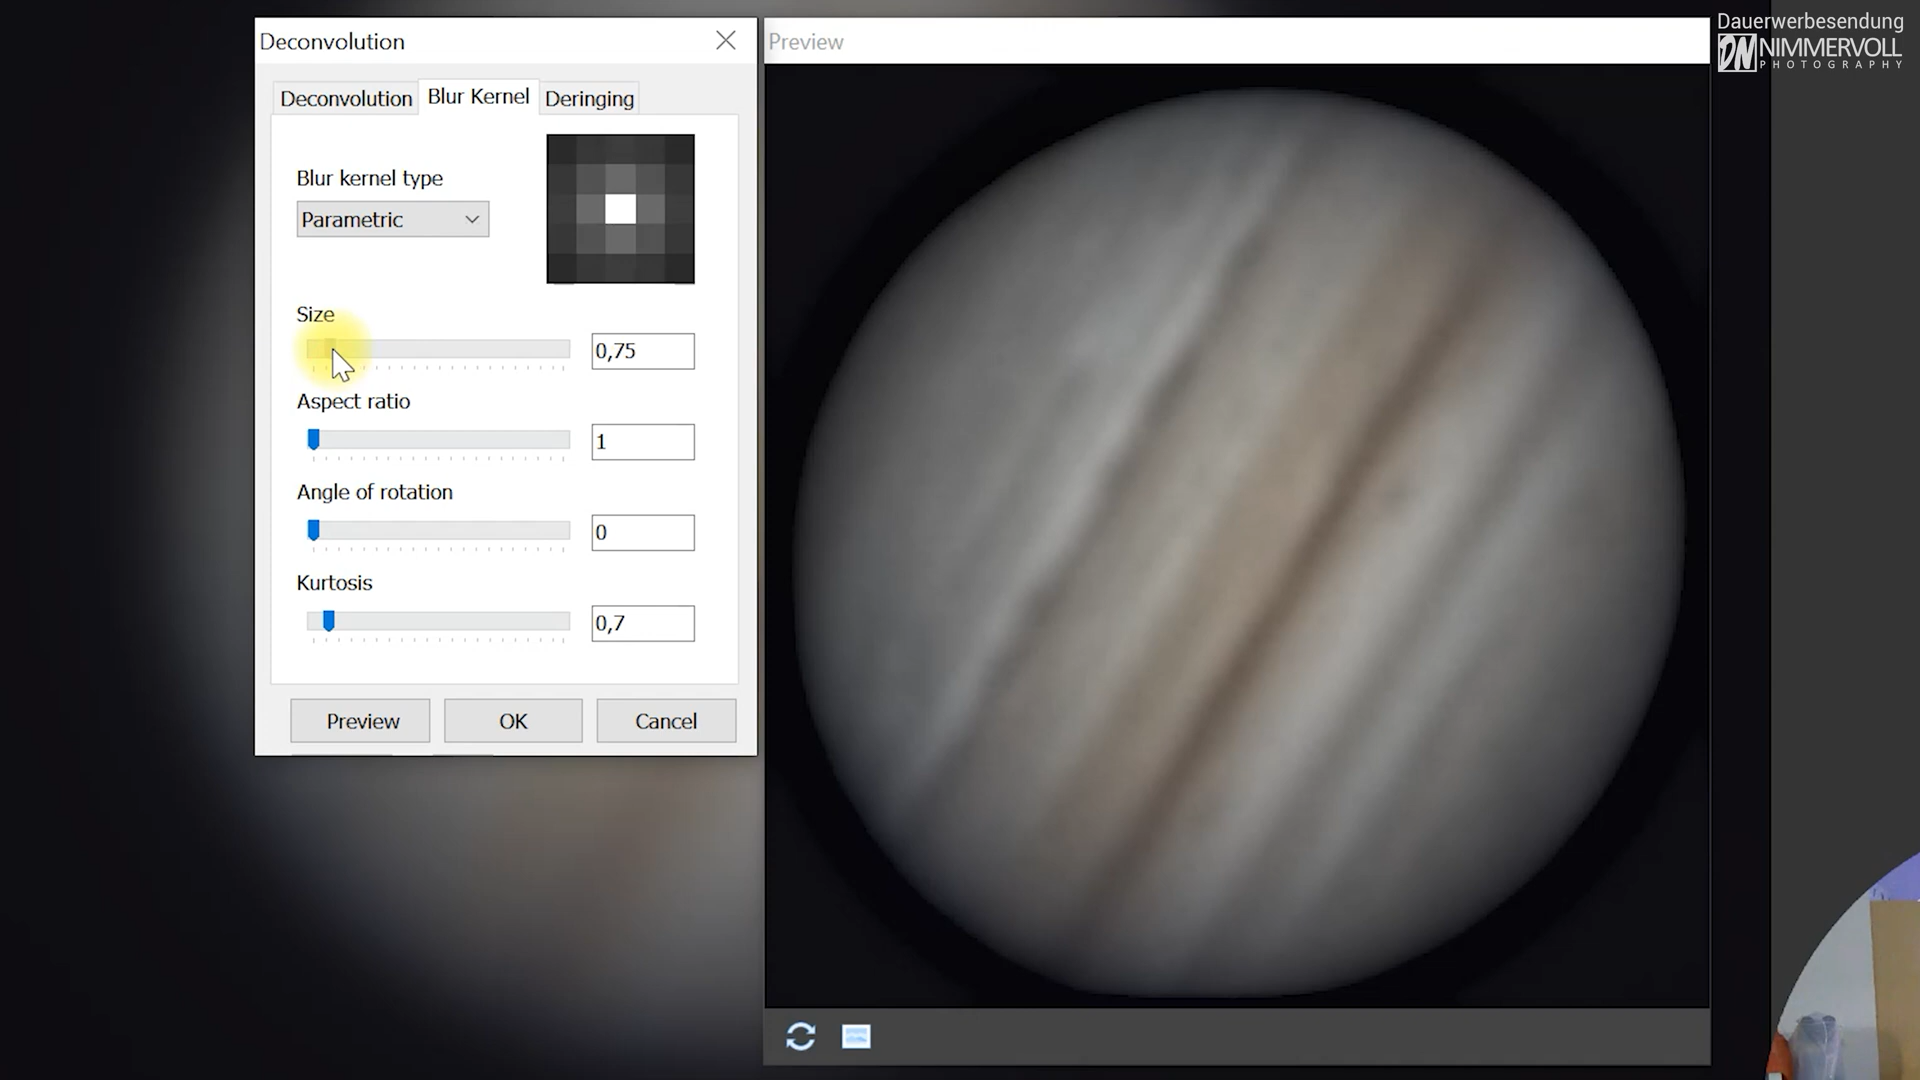 Deconvolution
Preview
Dauerwerbesendung
DN NIMMERVOLL
PHOTOGRAPHY
Deconvolution
Blur Kernel
Deringing
Blur kernel type
Parametric
Size
0,75
Aspect ratio
1
Angle of rotation
0
Kurtosis
0,7
Preview
OK
Cancel